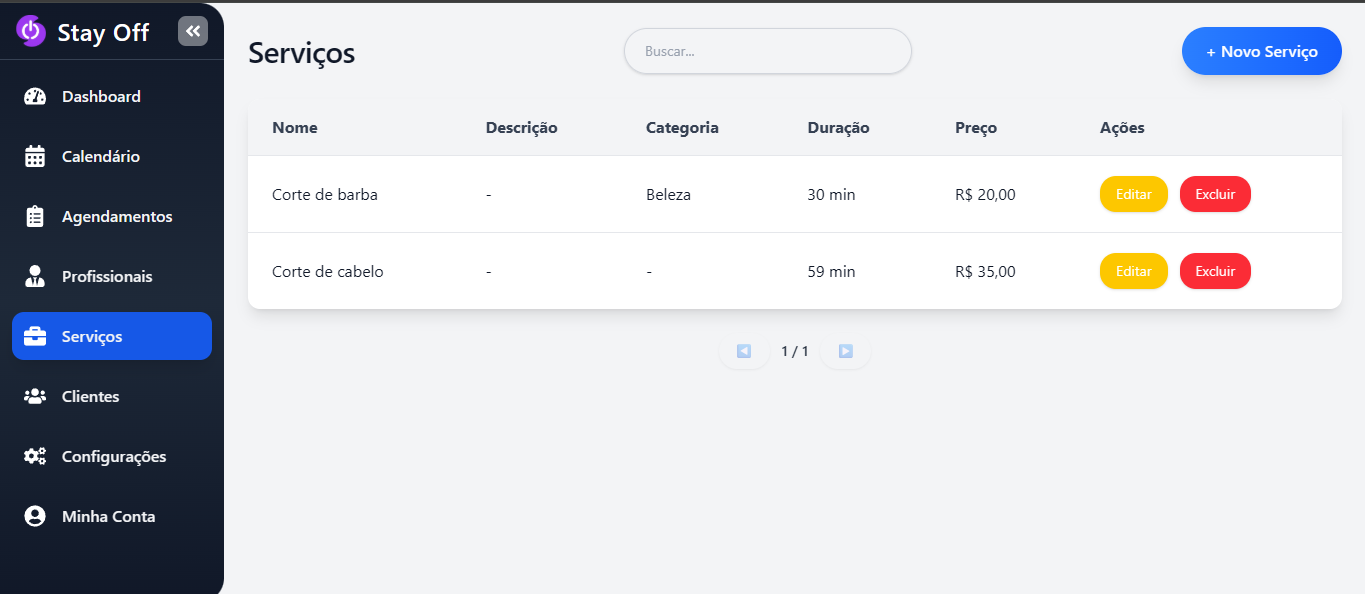 Stay Off
Dashboard
Calendário
Agendamentos
Profissionais
Serviços
Clientes
Configurações
Minha Conta
Serviços
Buscar...
+ Novo Serviço
Nome Descrição Categoria Duração Preço Ações
Corte de barba - Beleza 30 min R$ 20,00 Editar Excluir
Corte de cabelo - - 59 min R$ 35,00 Editar Excluir
1 / 1